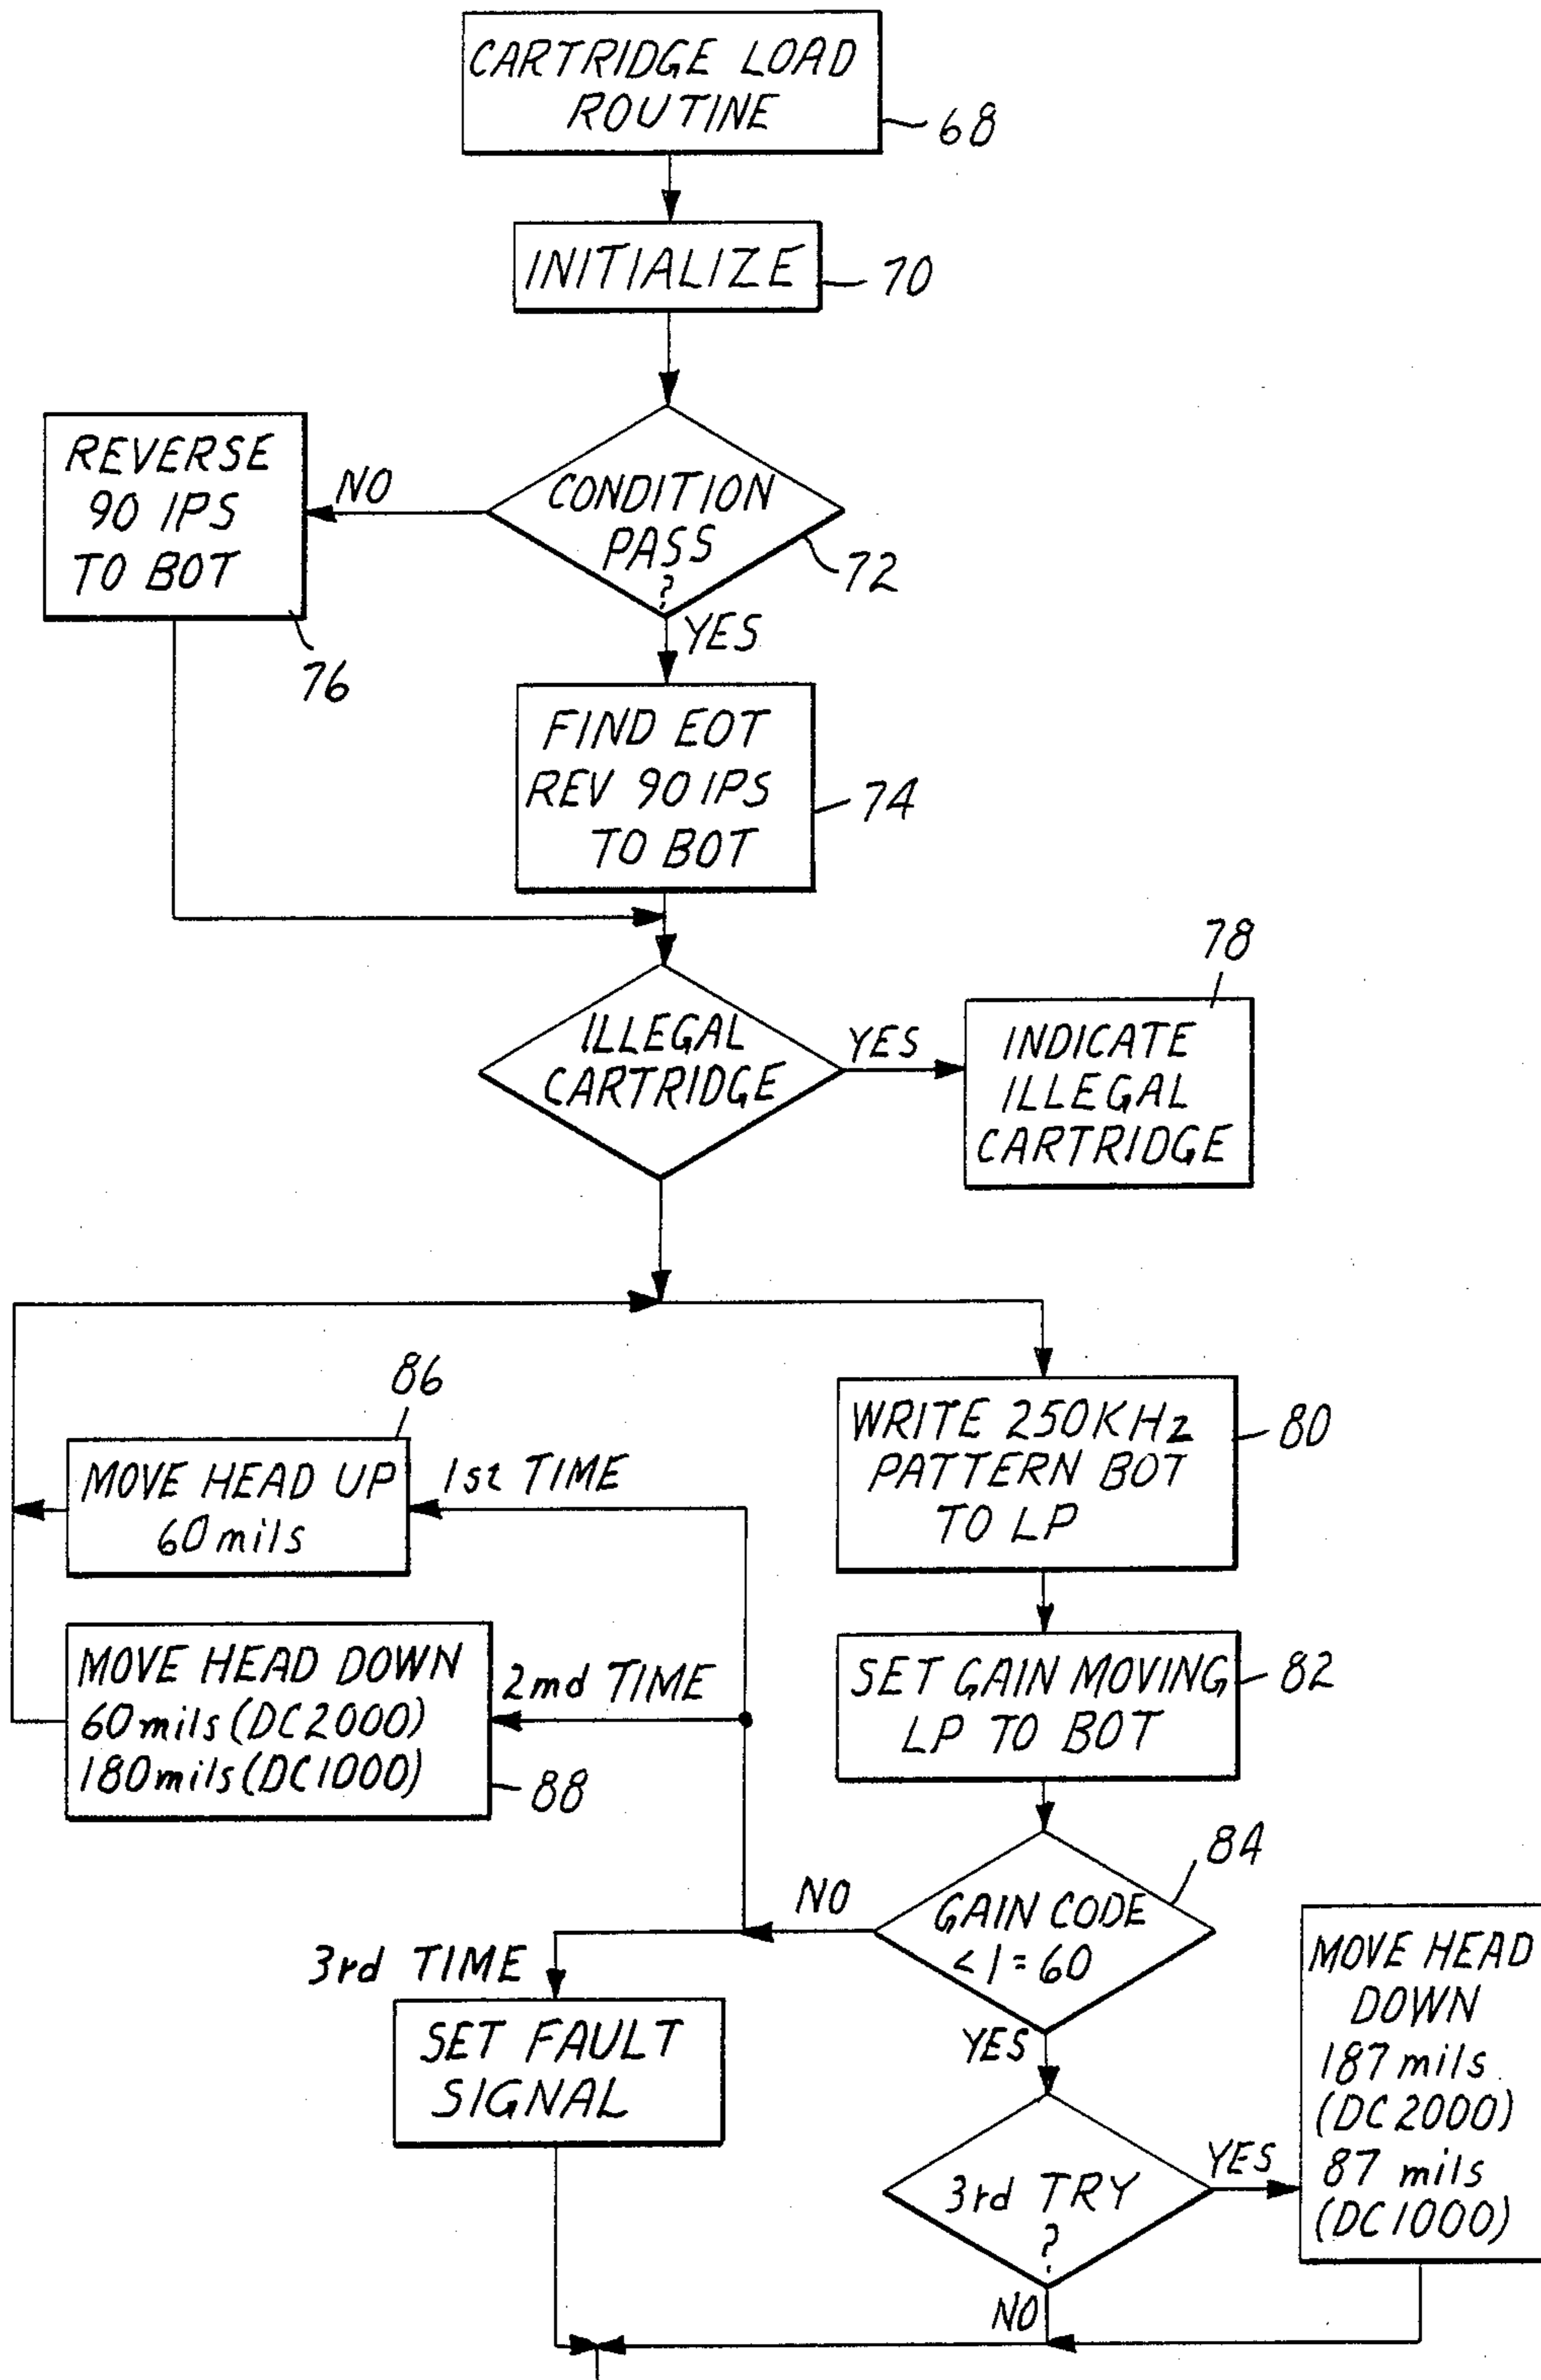 CARTRIDGE LOAD
ROUTINE
68
INITIALIZE
70
REVERSE
90 IPS
TO BOT
76
NO
CONDITION
PASS
?
72
YES
FIND EOT
REV 90 IPS
TO BOT
74
ILLEGAL
CARTRIDGE
YES
78
INDICATE
ILLEGAL
CARTRIDGE
86
MOVE HEAD UP
60 mils
1st TIME
WRITE 250KHz
PATTERN BOT
TO LP
80
MOVE HEAD DOWN
60 mils (DC2000)
180 mils (DC1000)
88
2md TIME
SET GAIN MOVING
LP TO BOT
82
84
GAIN CODE
< 1 = 60
NO
3rd TIME
SET FAULT
SIGNAL
YES
3rd TRY
?
YES
NO
MOVE HEAD
DOWN
187 mils
(DC2000)
87 mils
(DC1000)